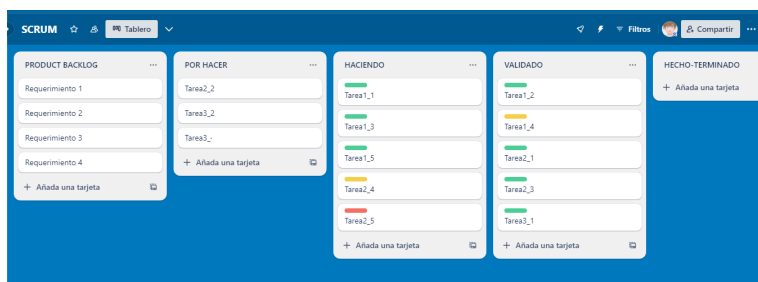 SCRUM
Tablero
Filtros
Compartir
PRODUCT BACKLOG
Requerimiento 1
Requerimiento 2
Requerimiento 3
Requerimiento 4
+ Añada una tarjeta
POR HACER
Tarea2_2
Tarea3_2
Tarea3_-
+ Añada una tarjeta
HACIENDO
Tarea1_1
Tarea1_3
Tarea1_5
Tarea2_4
Tarea2_5
+ Añada una tarjeta
VALIDADO
Tarea1_2
Tarea1_4
Tarea2_1
Tarea2_3
Tarea3_1
+ Añada una tarjeta
HECHO-TERMINADO
+ Añada una tarjeta